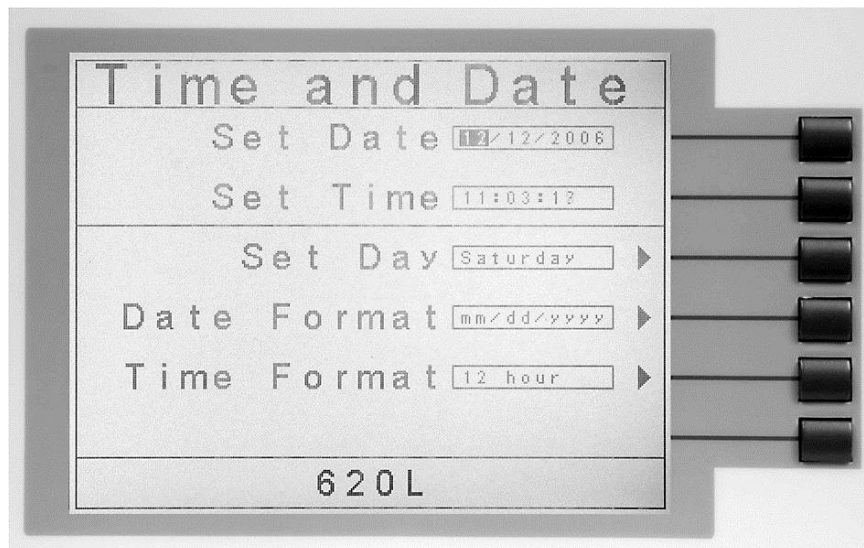 Time and Date
Set Date 12/12/2006
Set Time
Set Day Saturday
Date Format mm/dd/yyyy
Time Format 12 hour
620L